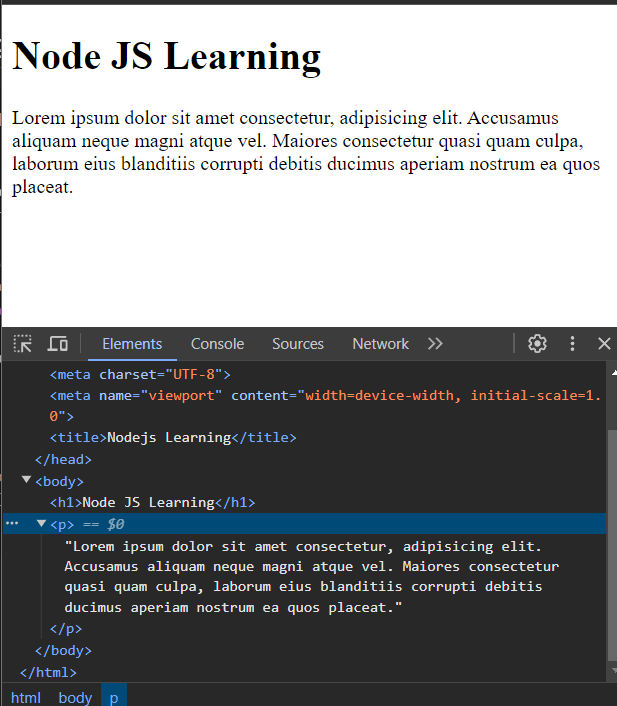 Node JS Learning
Lorem ipsum dolor sit amet consectetur, adipisicing elit. Accusamus
aliquam neque magni atque vel. Maiores consectetur quasi quam culpa,
laborum eius blanditiis corrupti debitis ducimus aperiam nostrum ea quos
placeat.
Elements Console Sources Network
<meta charset="UTF-8">
<meta name="viewport" content="width=device-width, initial-scale=1.
0">
<title>Nodejs Learning</title>
</head>
<body>
<h1>Node JS Learning</h1>
<p> == $0
"Lorem ipsum dolor sit amet consectetur, adipisicing elit.
Accusamus aliquam neque magni atque vel. Maiores consectetur
quasi quam culpa, laborum eius blanditiis corrupti debitis
ducimus aperiam nostrum ea quos placeat."
</p>
</body>
</html>
html body p